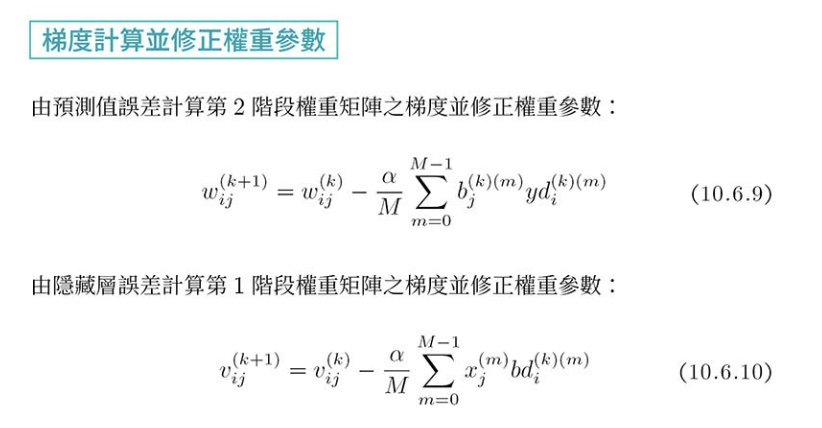 梯度計算並修正權重參數
由預測值誤差計算第 2 階段權重矩陣之梯度並修正權重參數：
$w_{ij}^{(k+1)} = w_{ij}^{(k)} - \frac{\alpha}{M} \sum_{m=0}^{M-1} b_j^{(k)(m)} yd_i^{(k)(m)}$ (10.6.9)
由隱藏層誤差計算第 1 階段權重矩陣之梯度並修正權重參數：
$v_{ij}^{(k+1)} = v_{ij}^{(k)} - \frac{\alpha}{M} \sum_{m=0}^{M-1} x_j^{(m)} bd_i^{(k)(m)}$ (10.6.10)